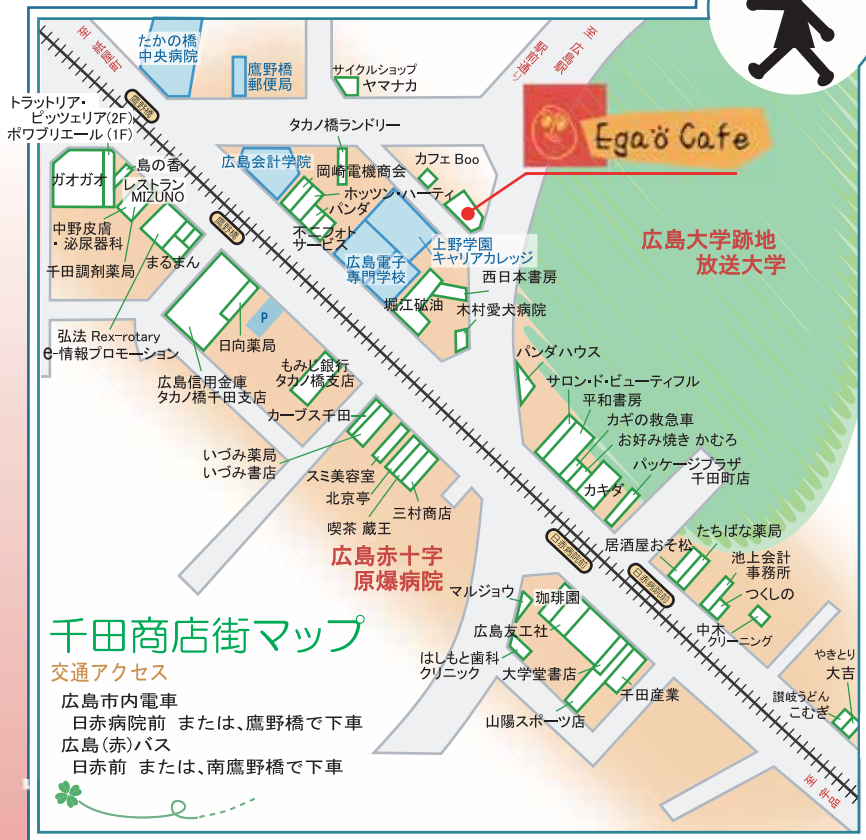 至 紙屋町
たかの橋
中央病院
鷹野橋
郵便局
サイクルショップ
ヤマナカ
駅前通り
至 広島駅
トラットリア・
ピッツェリア(2F)
ボワブリエール(1F)
鷹野橋
タカノ橋ランドリー
Egaö Cafe
ガオガオ
島の香
レストラン
MIZUNO
広島会計学院
岡崎電機商会
カフェ Boo
ホッツン・ハーティ
パンダ
中野皮膚
・泌尿器科
千田調剤薬局
まるまん
鷹野橋
不二フォト
サービス
広島電子
専門学校
上野学園
キャリアカレッジ
広島大学跡地
放送大学
西日本書房
堀江砿油
木村愛犬病院
P
弘法 Rex-rotary
e-情報プロモーション
日向薬局
広島信用金庫
タカノ橋千田支店
もみじ銀行
タカノ橋支店
パンダハウス
サロン・ド・ビューティフル
平和書房
カギの救急車
お好み焼き かむろ
パッケージプラザ
千田町店
カキダ
カーブス千田
いづみ薬局
いづみ書店
スミ美容室
北京亭
喫茶 蔵王
三村商店
広島赤十字
原爆病院
日赤病院前
日赤病院前
居酒屋おそ松
たちばな薬局
池上会計
事務所
つくしの
中木
クリーニング
マルジョウ
珈琲園
広島友工社
はしもと歯科
クリニック
大学堂書店
千田産業
山陽スポーツ店
やきとり
大吉
讃岐うどん
こむぎ
至 宇品
千田商店街マップ
交通アクセス
広島市内電車
日赤病院前 または、鷹野橋で下車
広島(赤)バス
日赤前 または、南鷹野橋で下車